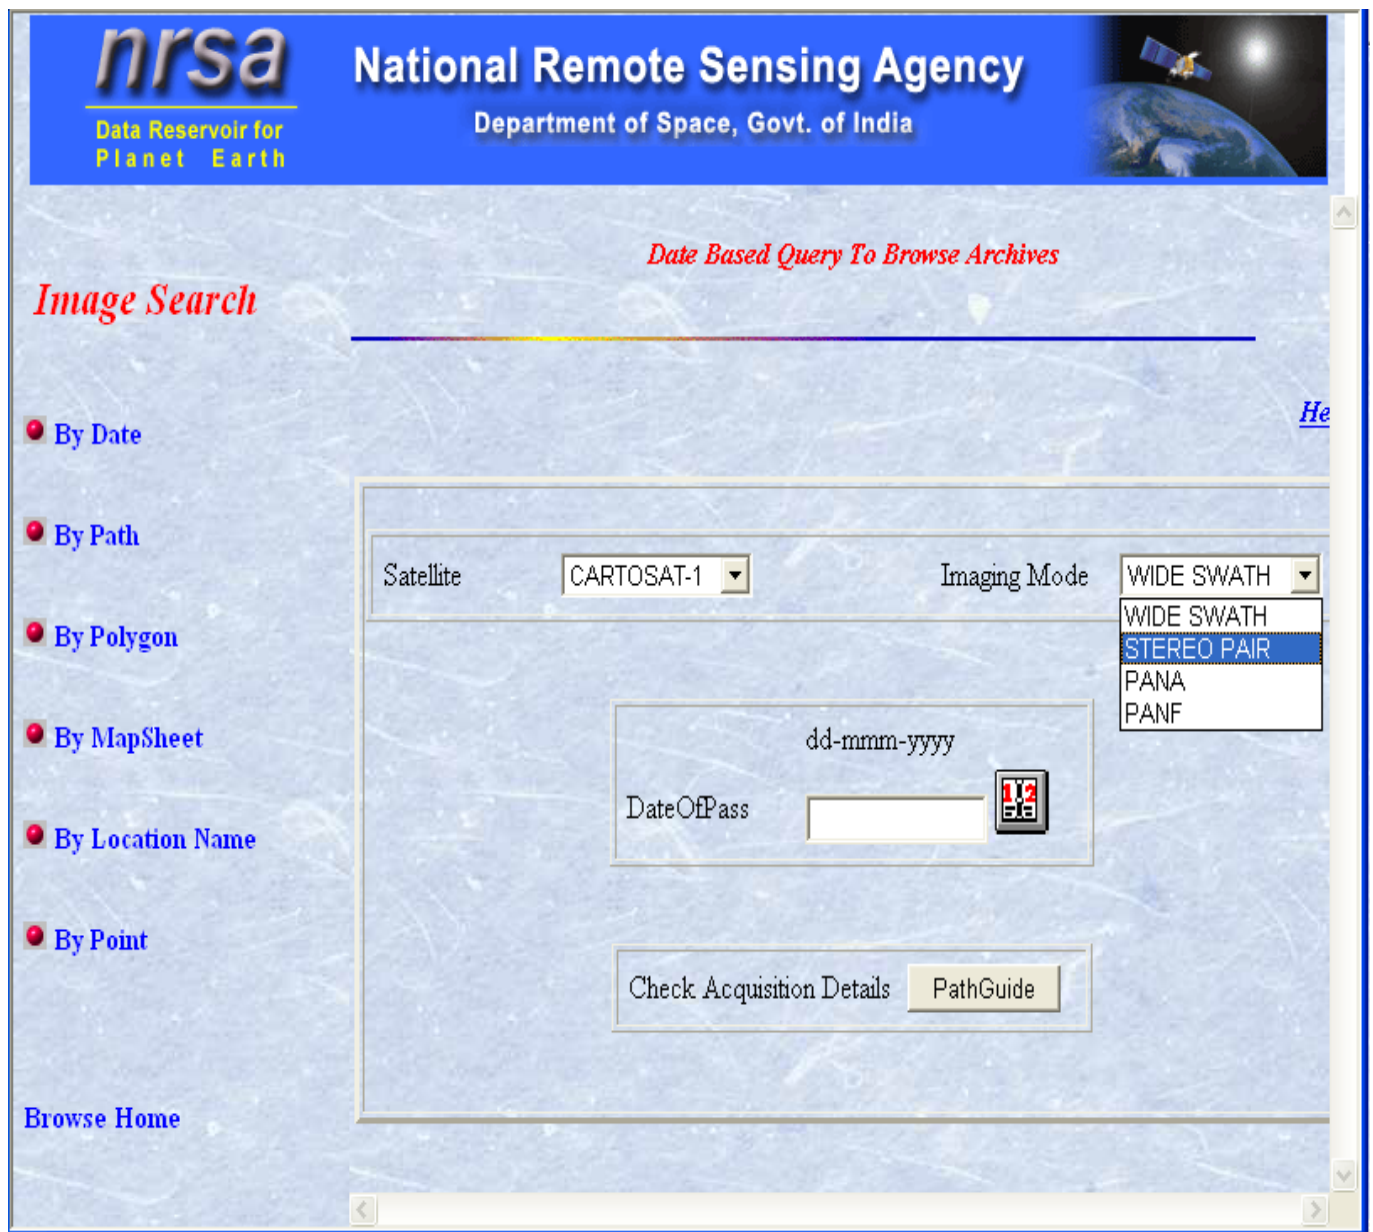 nrsa
Data Reservoir for
Planet Earth
National Remote Sensing Agency
Department of Space, Govt. of India
Date Based Query To Browse Archives
Image Search
He
By Date
By Path
By Polygon
By MapSheet
By Location Name
By Point
Browse Home
Satellite CARTOSAT-1 Imaging Mode WIDE SWATH
WIDE SWATH
STEREO PAIR
PANA
PANF
dd-mmm-yyyy
DateOfPass
12
Check Acquisition Details PathGuide